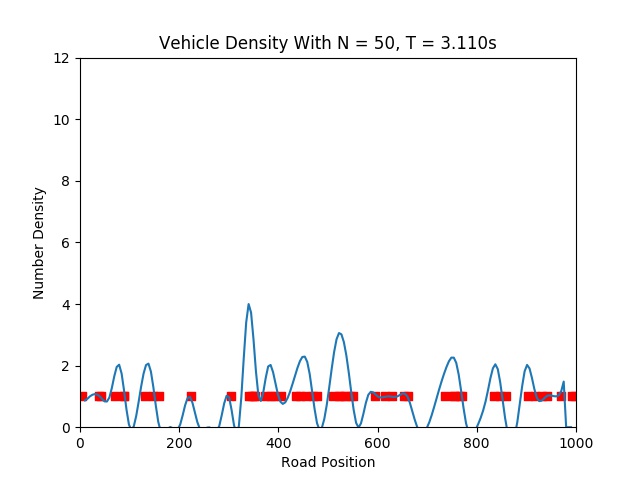 Vehicle Density With N = 50, T = 3.110s
12
10
8
6
4
2
0
Number Density
0 200 400 600 800 1000
Road Position